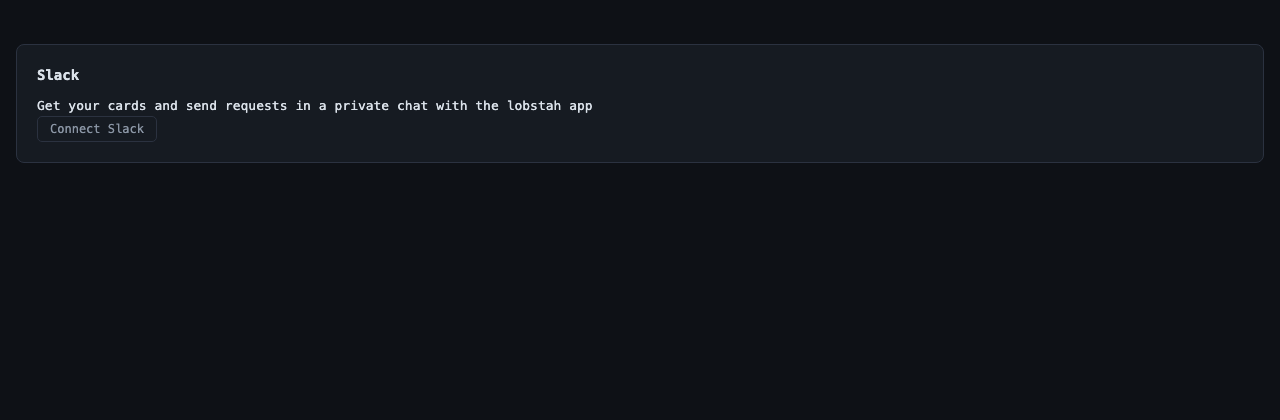 Slack
Get your cards and send requests in a private chat with the lobstah app
Connect Slack